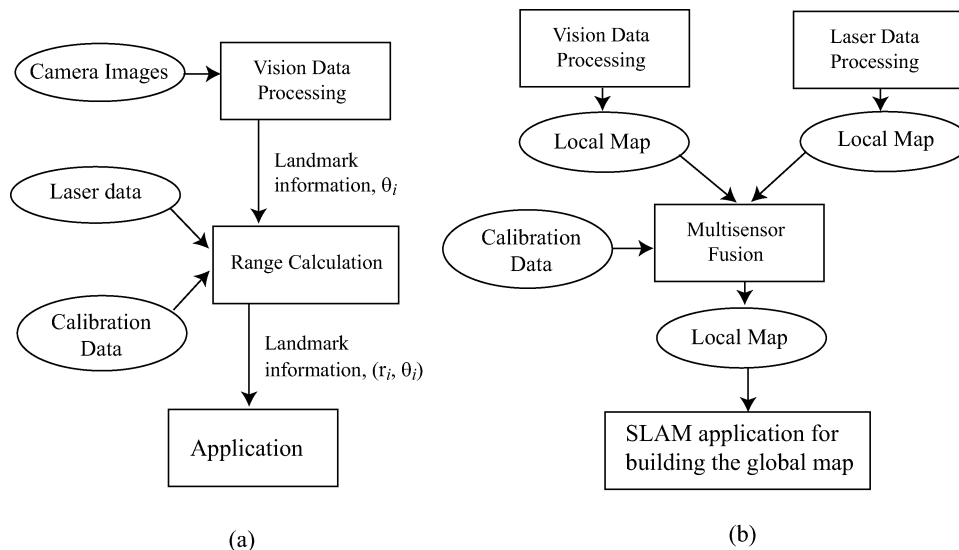 Camera Images
Vision Data
Processing
Landmark
information, θi
Laser data
Range Calculation
Calibration
Data
Landmark
information, (ri, θi)
Application
(a)
Vision Data
Processing
Laser Data
Processing
Local Map
Local Map
Calibration
Data
Multisensor
Fusion
Local Map
SLAM application for
building the global map
(b)